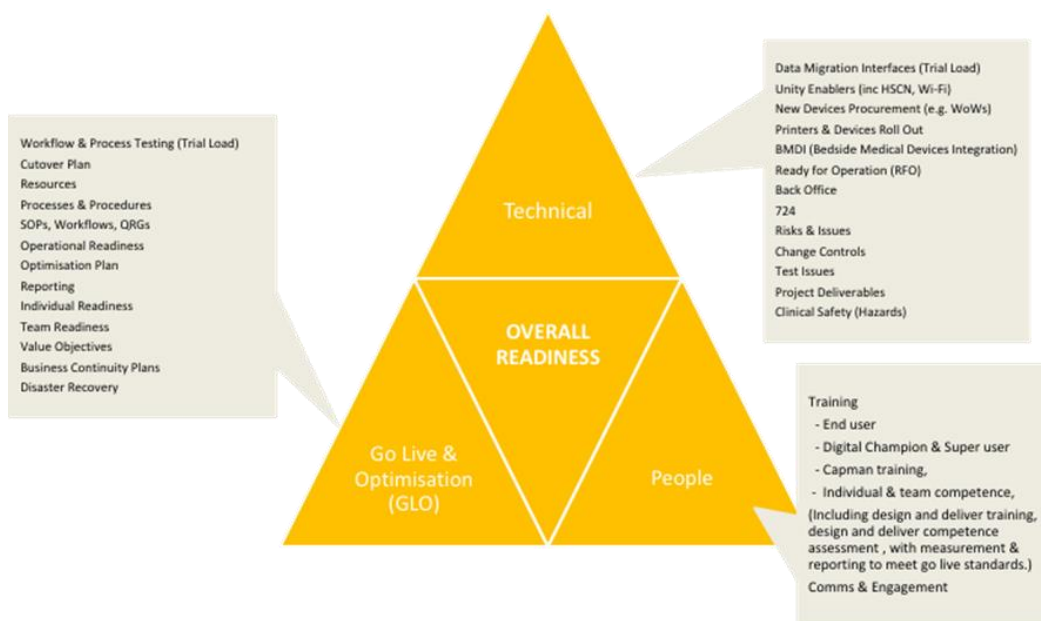 Data Migration Interfaces (Trial Load)
Unity Enablers (inc HSCN, Wi-Fi)
New Devices Procurement (e.g. WoWs)
Printers & Devices Roll Out
BMDI (Bedside Medical Devices Integration)
Ready for Operation (RFO)
Back Office
724
Risks & Issues
Change Controls
Test Issues
Project Deliverables
Clinical Safety (Hazards)
Workflow & Process Testing (Trial Load)
Cutover Plan
Resources
Processes & Procedures
SOPs, Workflows, QRGs
Operational Readiness
Optimisation Plan
Reporting
Individual Readiness
Team Readiness
Value Objectives
Business Continuity Plans
Disaster Recovery
Technical
OVERALL
READINESS
Go Live &
Optimisation
(GLO)
People
Training
- End user
- Digital Champion & Super user
- Capman training,
- Individual & team competence,
(Including design and deliver training,
design and deliver competence
assessment , with measurement &
reporting to meet go live standards.)
Comms & Engagement